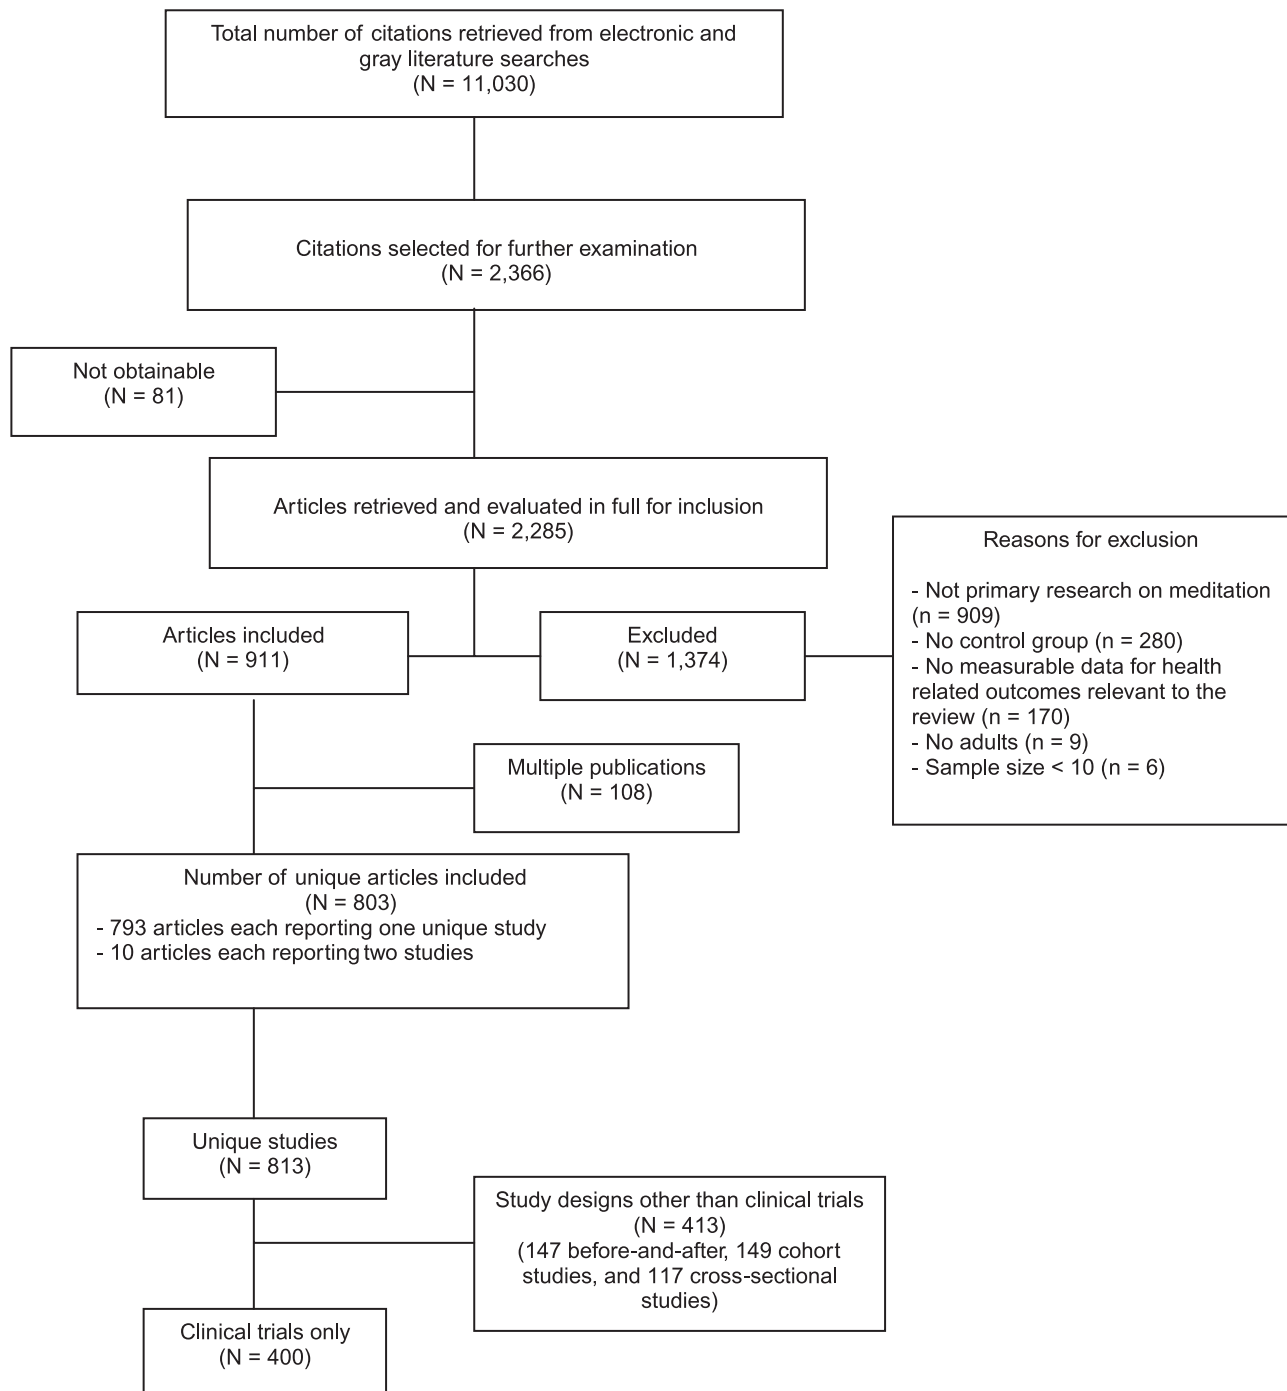 Total number of citations retrieved from electronic and
gray literature searches
(N = 11,030)
Citations selected for further examination
(N = 2,366)
Not obtainable
(N = 81)
Articles retrieved and evaluated in full for inclusion
(N = 2,285)
Reasons for exclusion
- Not primary research on meditation
(n = 909)
- No control group (n = 280)
- No measurable data for health
related outcomes relevant to the
review (n = 170)
- No adults (n = 9)
- Sample size < 10 (n = 6)
Articles included
(N = 911)
Excluded
(N = 1,374)
Multiple publications
(N = 108)
Number of unique articles included
(N = 803)
- 793 articles each reporting one unique study
- 10 articles each reporting two studies
Unique studies
(N = 813)
Study designs other than clinical trials
(N = 413)
(147 before-and-after, 149 cohort
studies, and 117 cross-sectional
studies)
Clinical trials only
(N = 400)